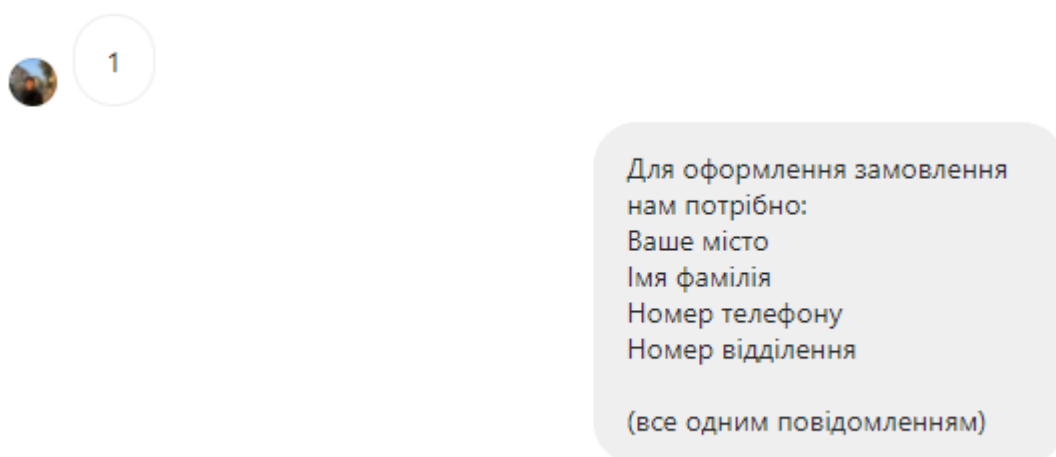 1
Для оформлення замовлення
нам потрібно:
Ваше місто
Імя фамілія
Номер телефону
Номер відділення
(все одним повідомленням)